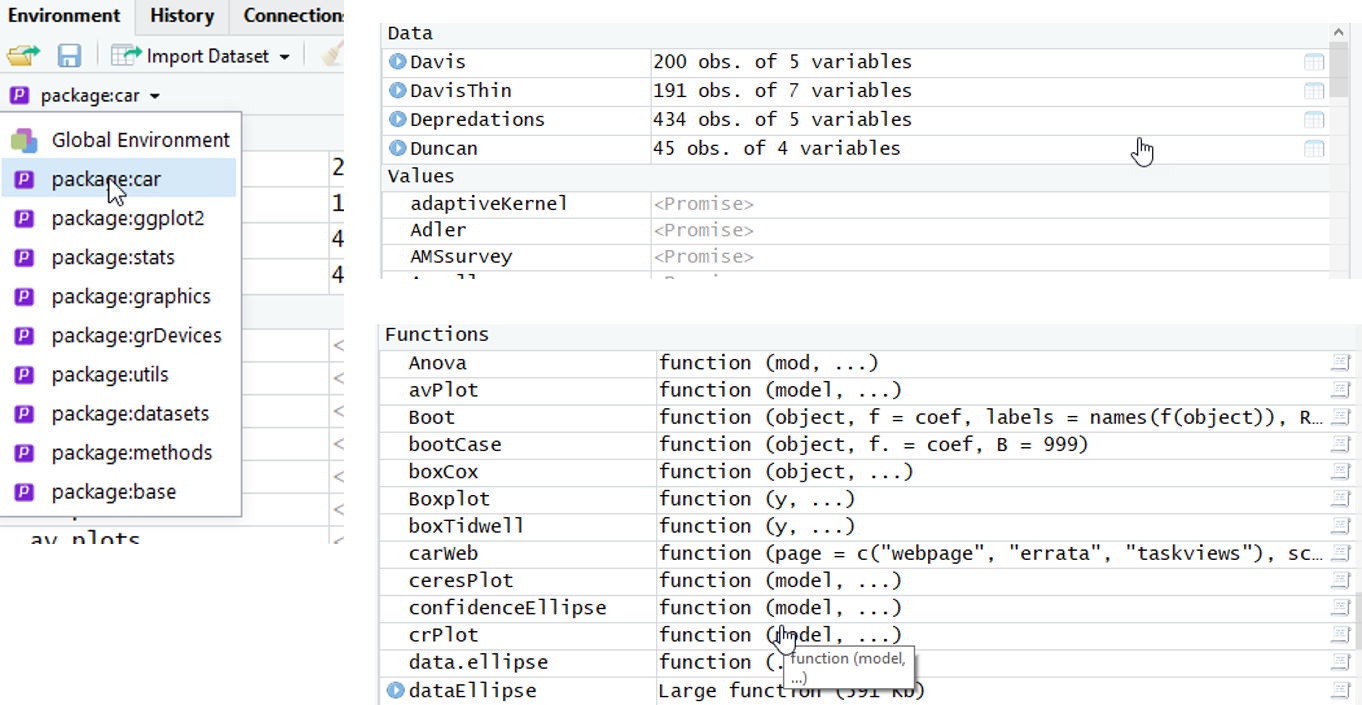 Environment History Connections
Import Dataset
package:car
Global Environment
package:car
package:ggplot2
package:stats
package:graphics
package:grDevices
package:utils
package:datasets
package:methods
package:base
2
1
4
4
<
<
<
<
<
<
av plots <
Data
Davis 200 obs. of 5 variables
DavisThin 191 obs. of 7 variables
Depredations 434 obs. of 5 variables
Duncan 45 obs. of 4 variables
Values
adaptiveKernel <Promise>
Adler <Promise>
AMSsurvey <Promise>
Functions
Anova function (mod, ...)
avPlot function (model, ...)
Boot function (object, f = coef, labels = names(f(object)), R…
bootCase function (object, f. = coef, B = 999)
boxCox function (object, ...)
Boxplot function (y, ...)
boxTidwell function (y, ...)
carWeb function (page = c("webpage", "errata", "taskviews"), sc…
ceresPlot function (model, ...)
confidenceEllipse function (model, ...)
crPlot function (model, ...)
data.ellipse function (.
function (model,
...)
dataEllipse Large function (591 Kb)